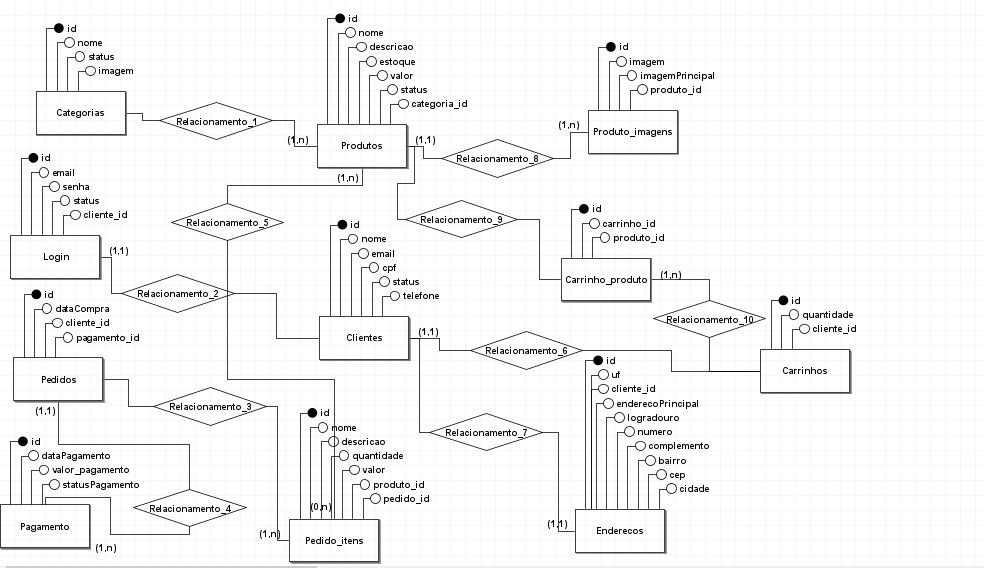 id
nome
status
imagem
Categorias
Relacionamento_1
(1,n)
id
nome
descricao
estoque
valor
status
categoria_id
Produtos
(1,1)
(1,n)
Relacionamento_8
(1,n)
id
imagem
imagemPrincipal
produto_id
Produto_imagens
id
email
senha
status
cliente_id
Login
(1,1)
Relacionamento_2
Relacionamento_5
Relacionamento_9
id
carrinho_id
produto_id
Carrinho_produto
(1,n)
Relacionamento_10
id
nome
email
cpf
status
telefone
Clientes
(1,1)
Relacionamento_6
id
quantidade
cliente_id
Carrinhos
id
dataCompra
cliente_id
pagamento_id
Pedidos
(1,1)
Relacionamento_3
Relacionamento_7
id
uf
cliente_id
enderecoPrincipal
logradouro
numero
complemento
bairro
cep
cidade
(1,1)
Enderecos
id
dataPagamento
valor_pagamento
statusPagamento
Pagamento
(1,n)
Relacionamento_4
id
nome
descricao
quantidade
valor
produto_id
pedido_id
(0,n)
(1,n)
Pedido_itens